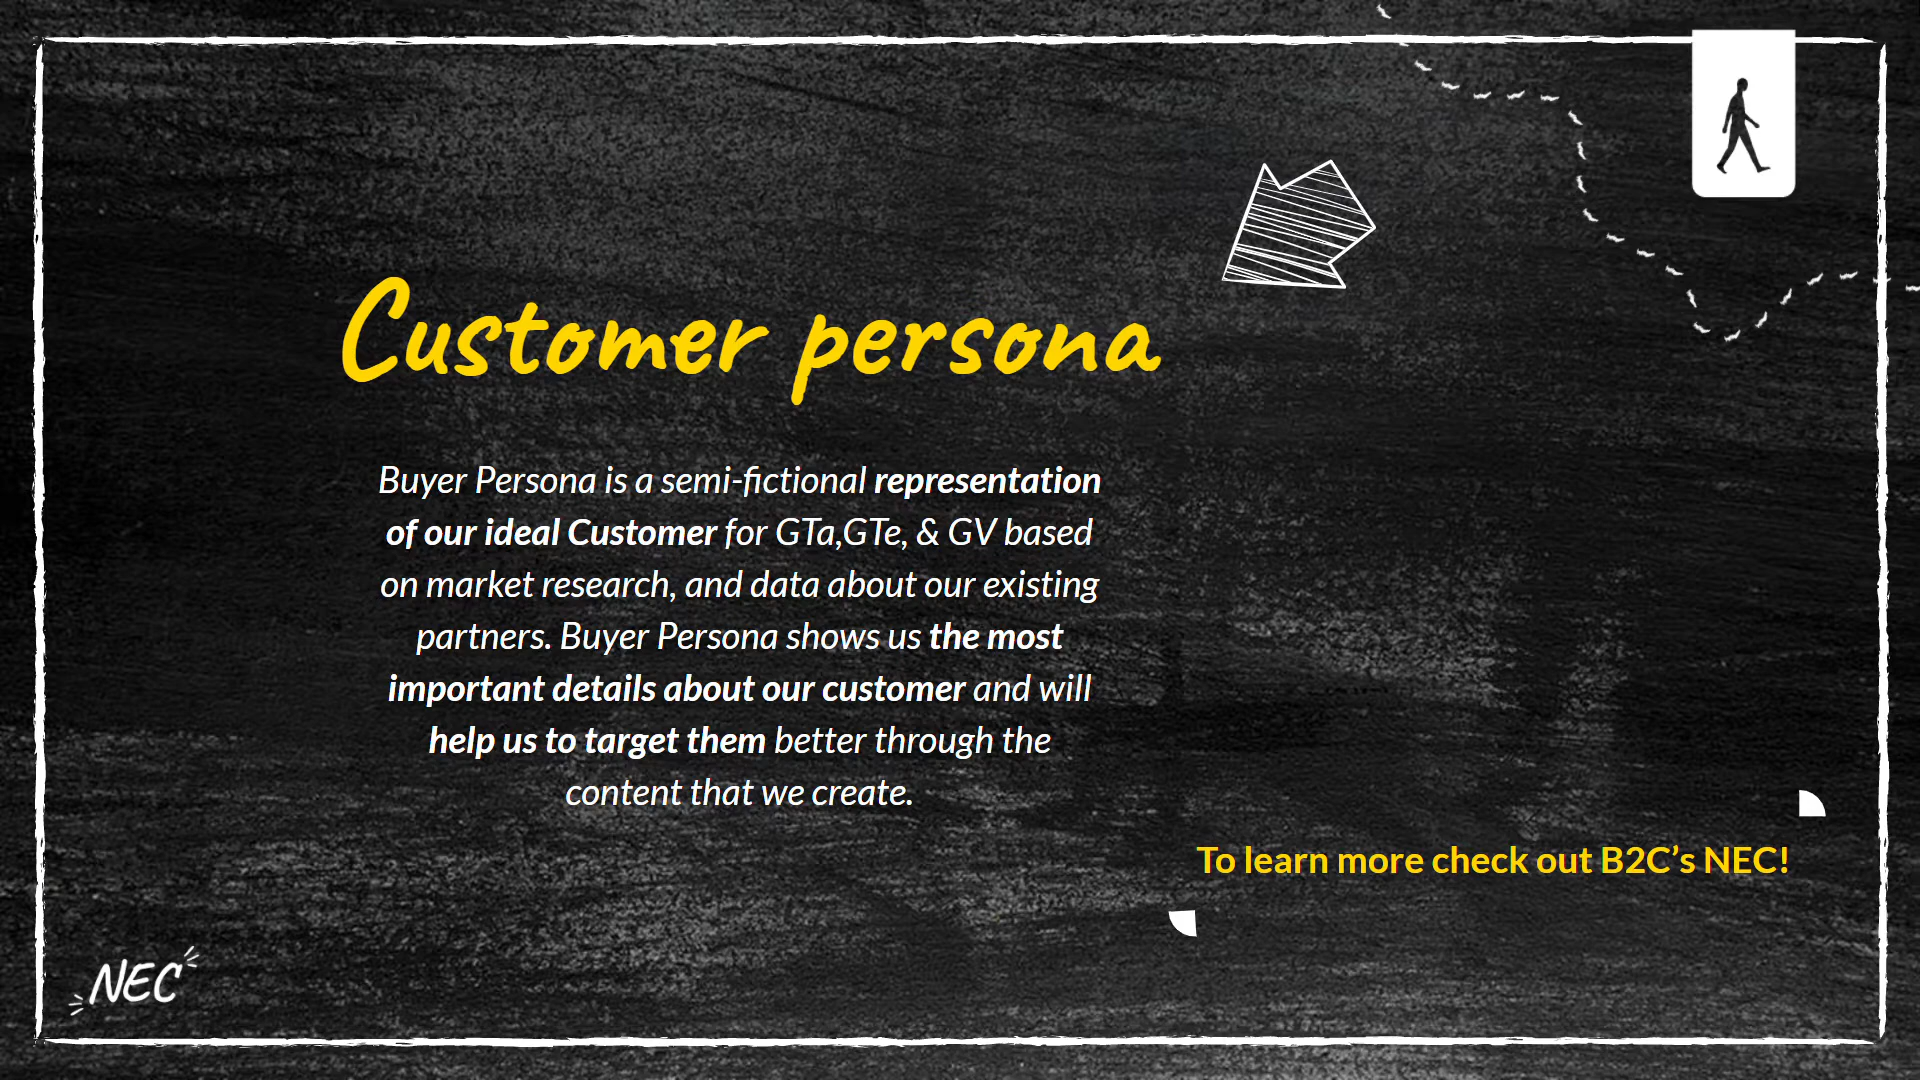 Customer persona
Buyer Persona is a semi-fictional representation
of our ideal Customer for GTa,GTe, & GV based
on market research, and data about our existing
partners. Buyer Persona shows us the most
important details about our customer and will
help us to target them better through the
content that we create.
To learn more check out B2C’s NEC!
NEC